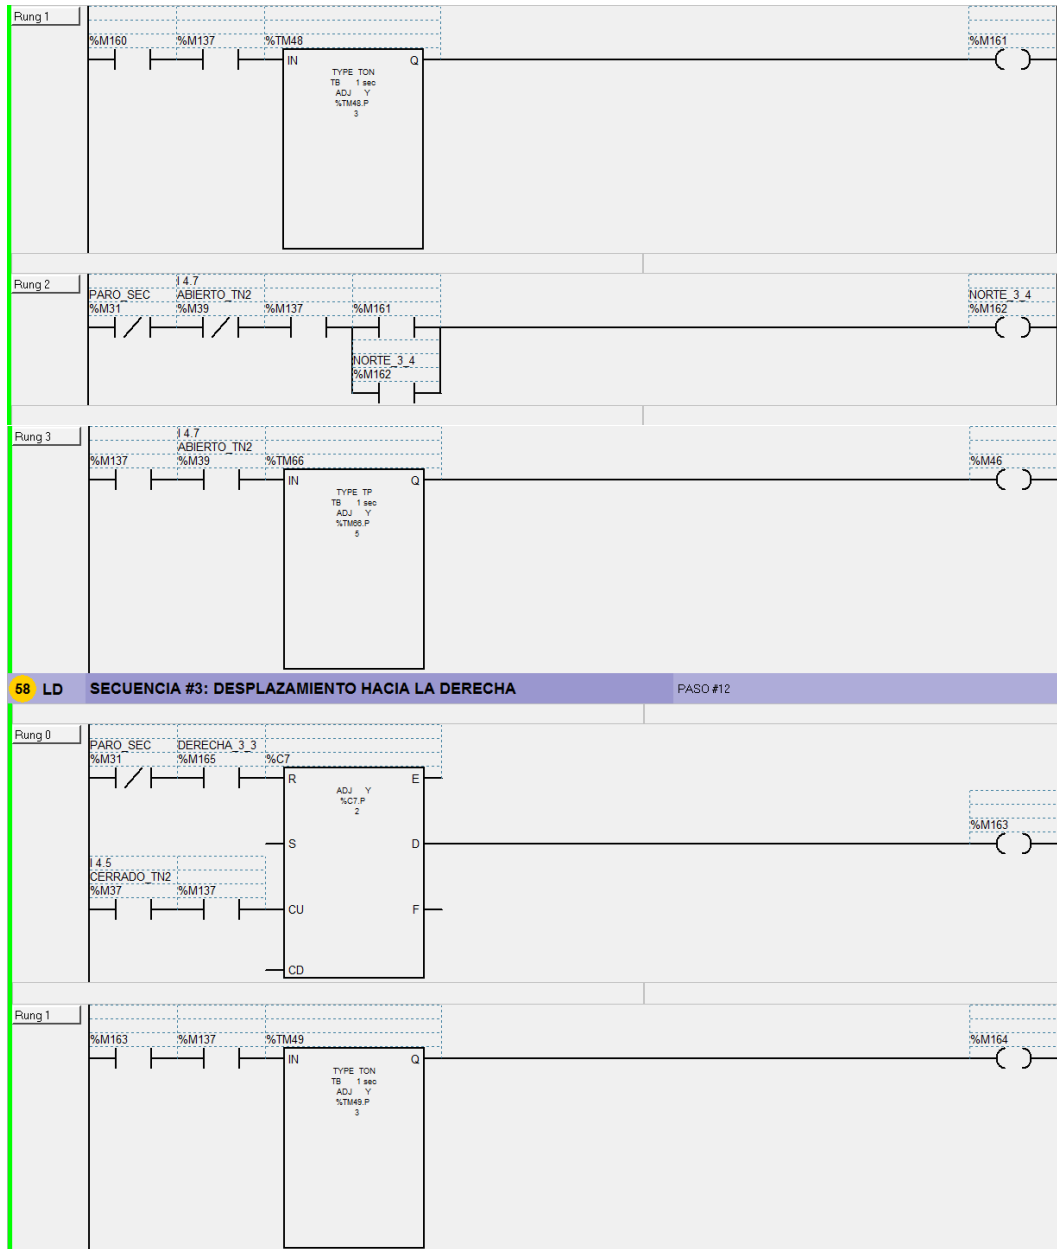 Rung 1
%M160 %M137 %TM48 %M161
IN Q
TYPE TON
TB 1 sec
ADJ Y
%TM48.P
3
Rung 2
I 4.7
PARO_SEC ABIERTO_TN2 NORTE_3_4
%M31 %M39 %M137 %M161 %M162
NORTE_3_4
%M162
Rung 3
I 4.7
ABIERTO_TN2
%M137 %M39 %TM66 %M46
IN Q
TYPE TP
TB 1 sec
ADJ Y
%TM66.P
5
58 LD SECUENCIA #3: DESPLAZAMIENTO HACIA LA DERECHA PASO #12
Rung 0
PARO_SEC DERECHA_3_3
%M31 %M165 %C7
R E
ADJ Y
%C7.P
2
%M163
S D
I 4.5
CERRADO_TN2
%M37 %M137
CU F
CD
Rung 1
%M163 %M137 %TM49 %M164
IN Q
TYPE TON
TB 1 sec
ADJ Y
%TM49.P
3